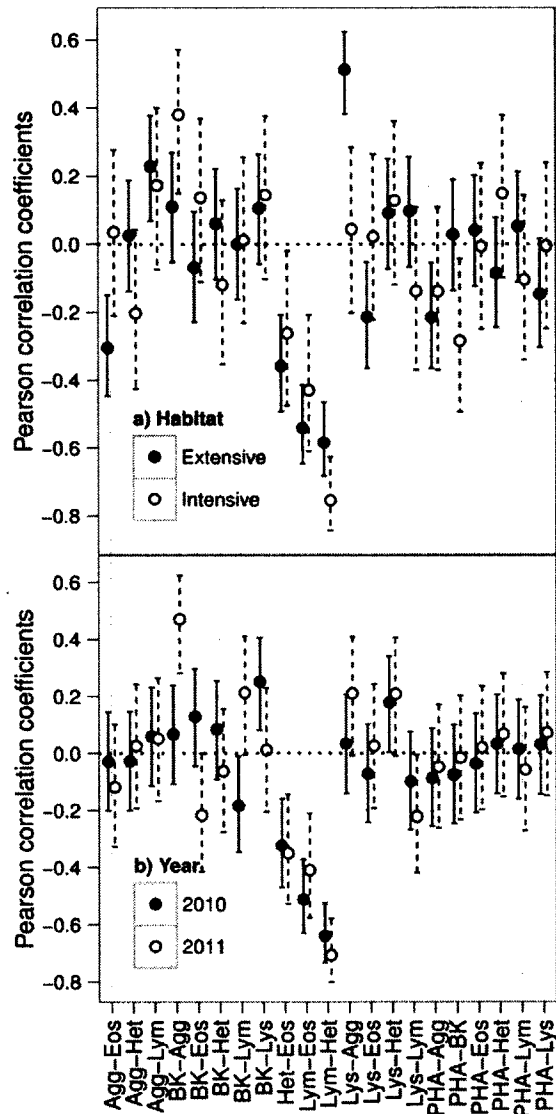 0.6
0.4
0.2
0.0
−0.2
−0.4
−0.6
−0.8
Pearson correlation coefficients
a) Habitat
Extensive
Intensive
0.6
0.4
0.2
0.0
−0.2
−0.4
−0.6
−0.8
Pearson correlation coefficients
b) Year
2010
2011
Agg−Eos
Agg−Het
Agg−Lym
BK−Agg
BK−Eos
BK−Het
BK−Lym
BK−Lys
Het−Eos
Lym−Eos
Lym−Het
Lys−Agg
Lys−Eos
Lys−Het
Lys−Lym
PHA−Agg
PHA−BK
PHA−Eos
PHA−Het
PHA−Lym
PHA−Lys